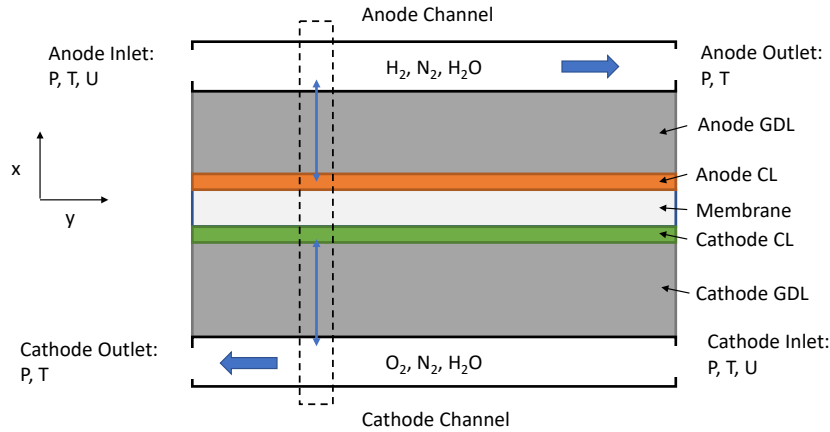 Anode Channel
Anode Inlet:
P, T, U
H₂, N₂, H₂O
Anode Outlet:
P, T
Anode GDL
x
y
Anode CL
Membrane
Cathode CL
Cathode GDL
Cathode Outlet:
P, T
O₂, N₂, H₂O
Cathode Inlet:
P, T, U
Cathode Channel